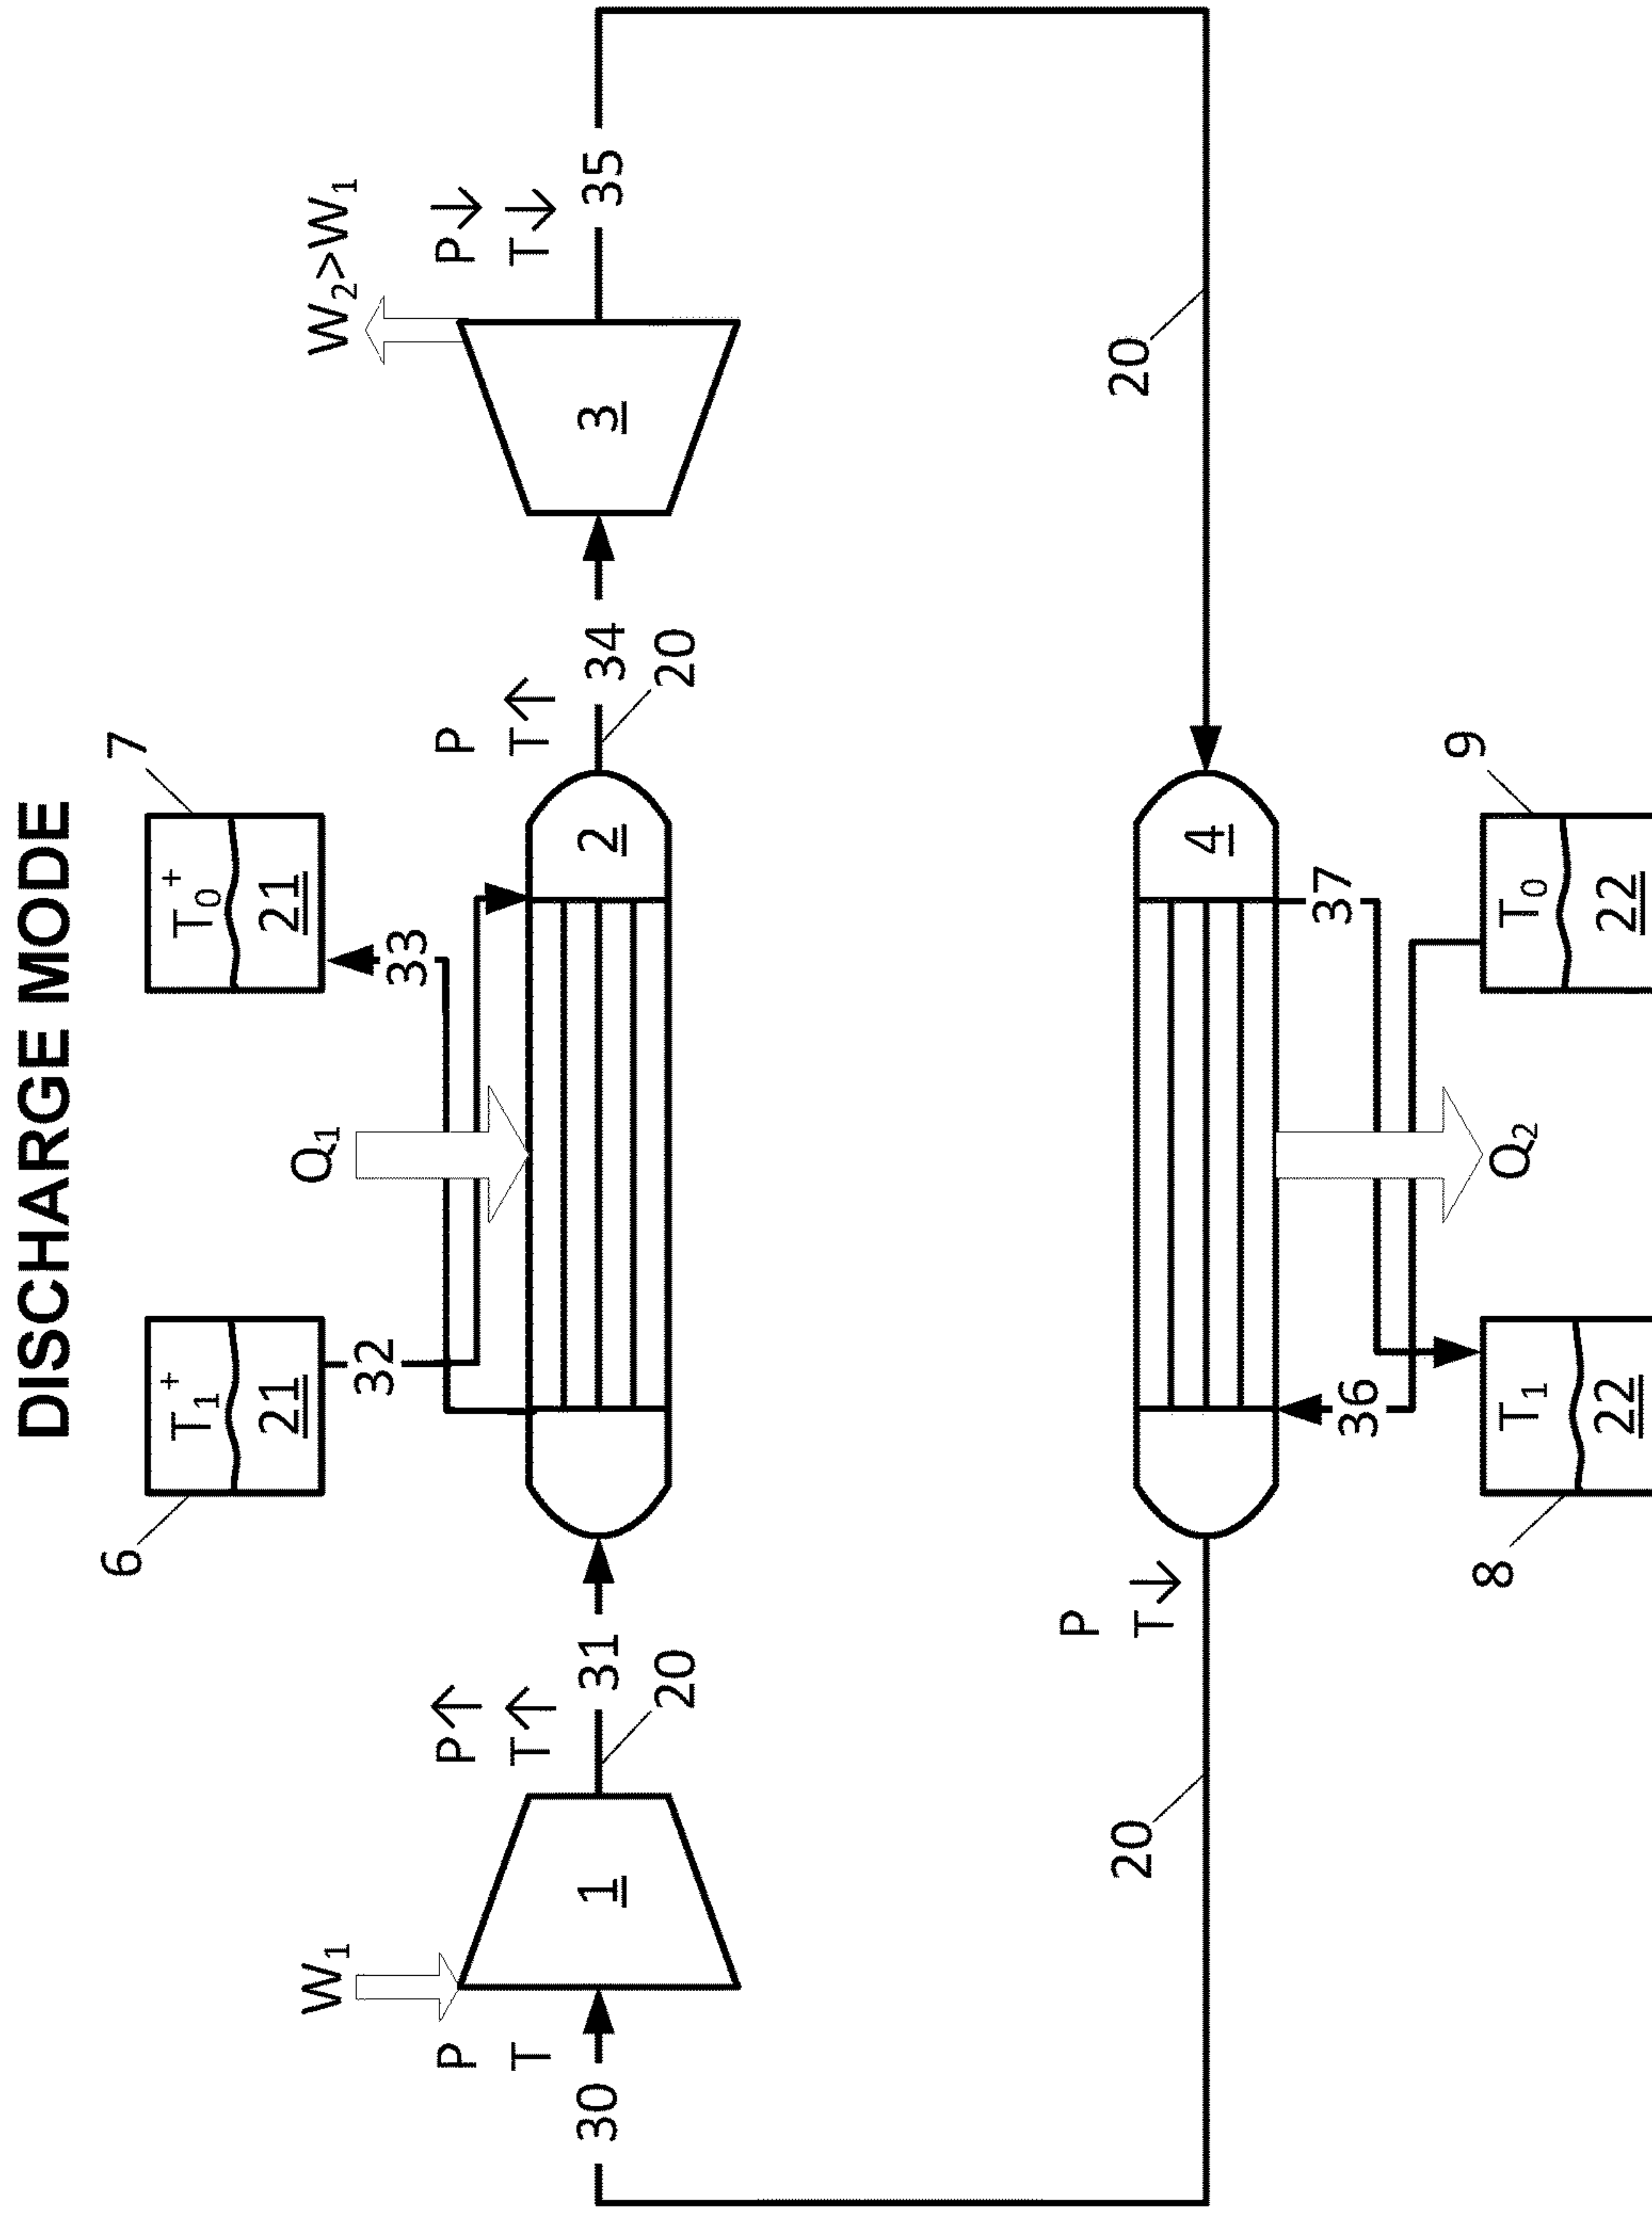 DISCHARGE MODE
6
7
T₁⁺
21
T₀⁺
21
W₁
Q₁
W₂>W₁
32
33
P
T
P↑
T↑
P
T↑
P↓
T↓
30
1
31
20
2
34
20
3
35
P
T↓
20
4
20
36
37
8
T₁
22
Q₂
9
T₀
22